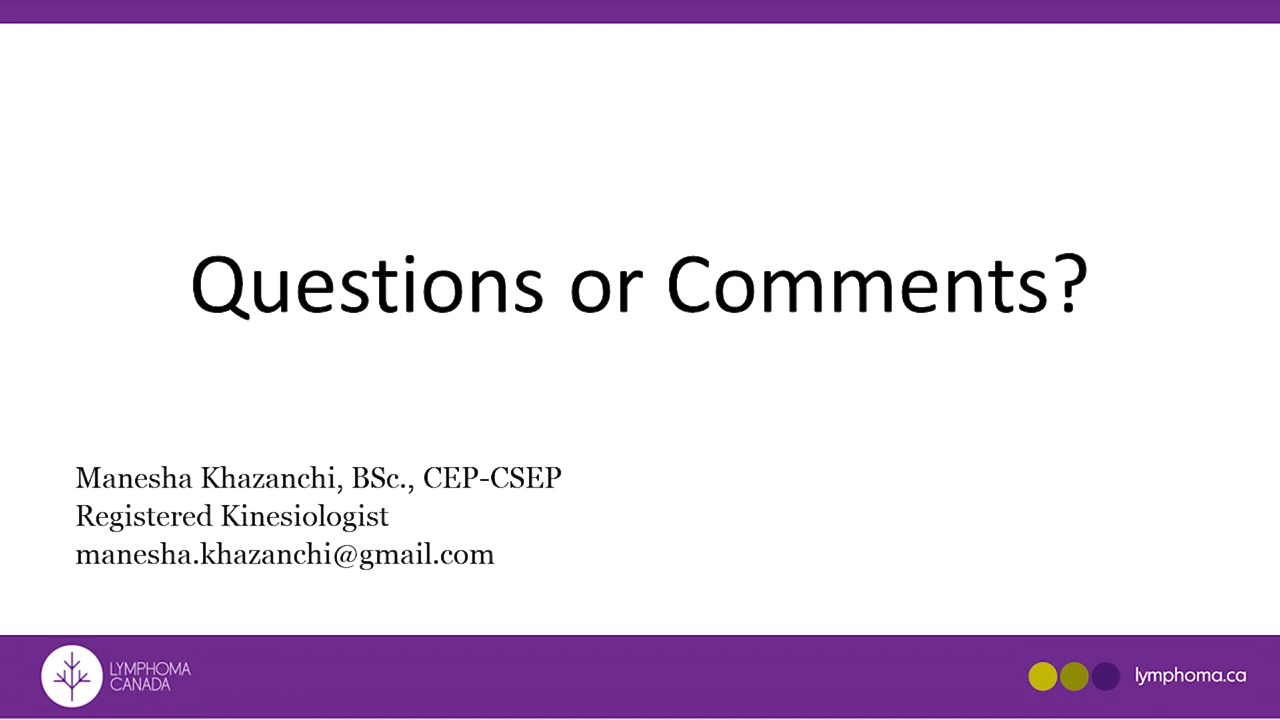 Questions or Comments?
Manesha Khazanchi, BSc., CEP-CSEP
Registered Kinesiologist
manesha.khazanchi@gmail.com
LYMPHOMA
CANADA
lymphoma.ca